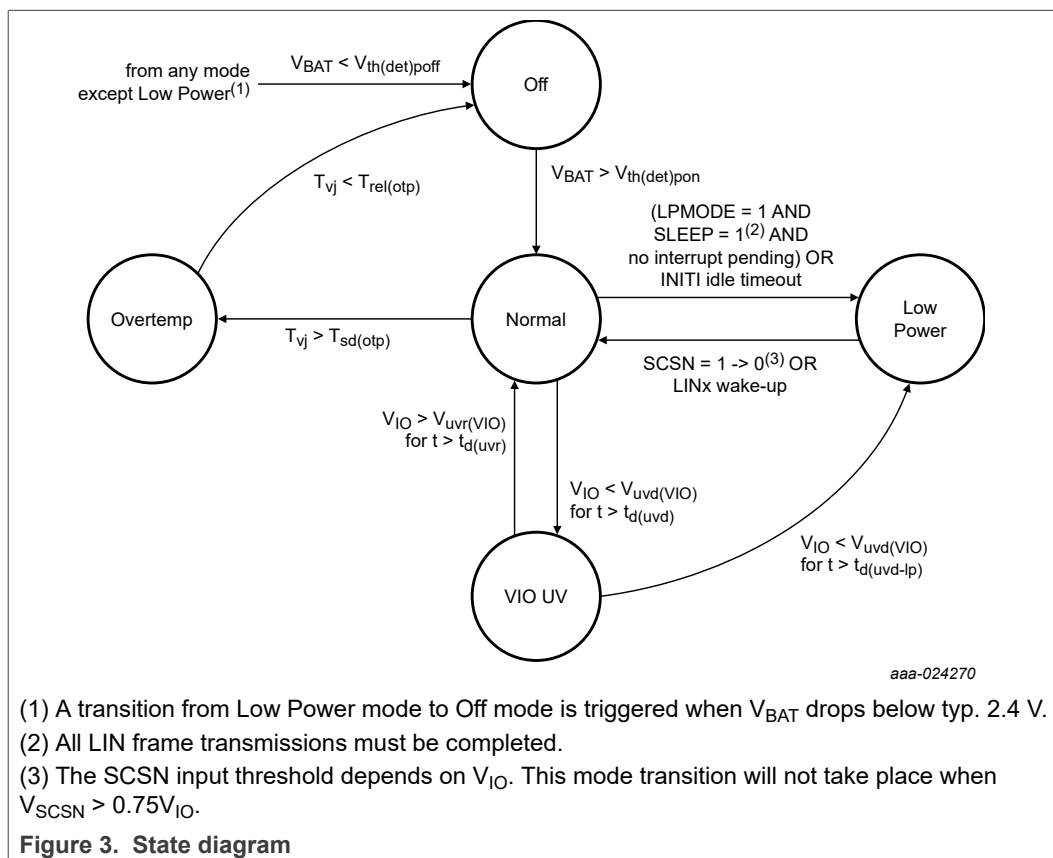 from any mode
except Low Power(1)
VBAT < Vth(det)poff
Off
Tvj < Trel(otp)
VBAT > Vth(det)pon
(LPMODE = 1 AND
SLEEP = 1(2) AND
no interrupt pending) OR
INITI idle timeout
Overtemp
Tvj > Tsd(otp)
Normal
Low
Power
SCSN = 1 -> 0(3) OR
LINx wake-up
VIO > Vuvr(VIO)
for t > td(uvr)
VIO < Vuvd(VIO)
for t > td(uvd)
VIO < Vuvd(VIO)
for t > td(uvd-lp)
VIO UV
aaa-024270
(1) A transition from Low Power mode to Off mode is triggered when VBAT drops below typ. 2.4 V.
(2) All LIN frame transmissions must be completed.
(3) The SCSN input threshold depends on VIO. This mode transition will not take place when
VSCSN > 0.75VIO.
Figure 3. State diagram